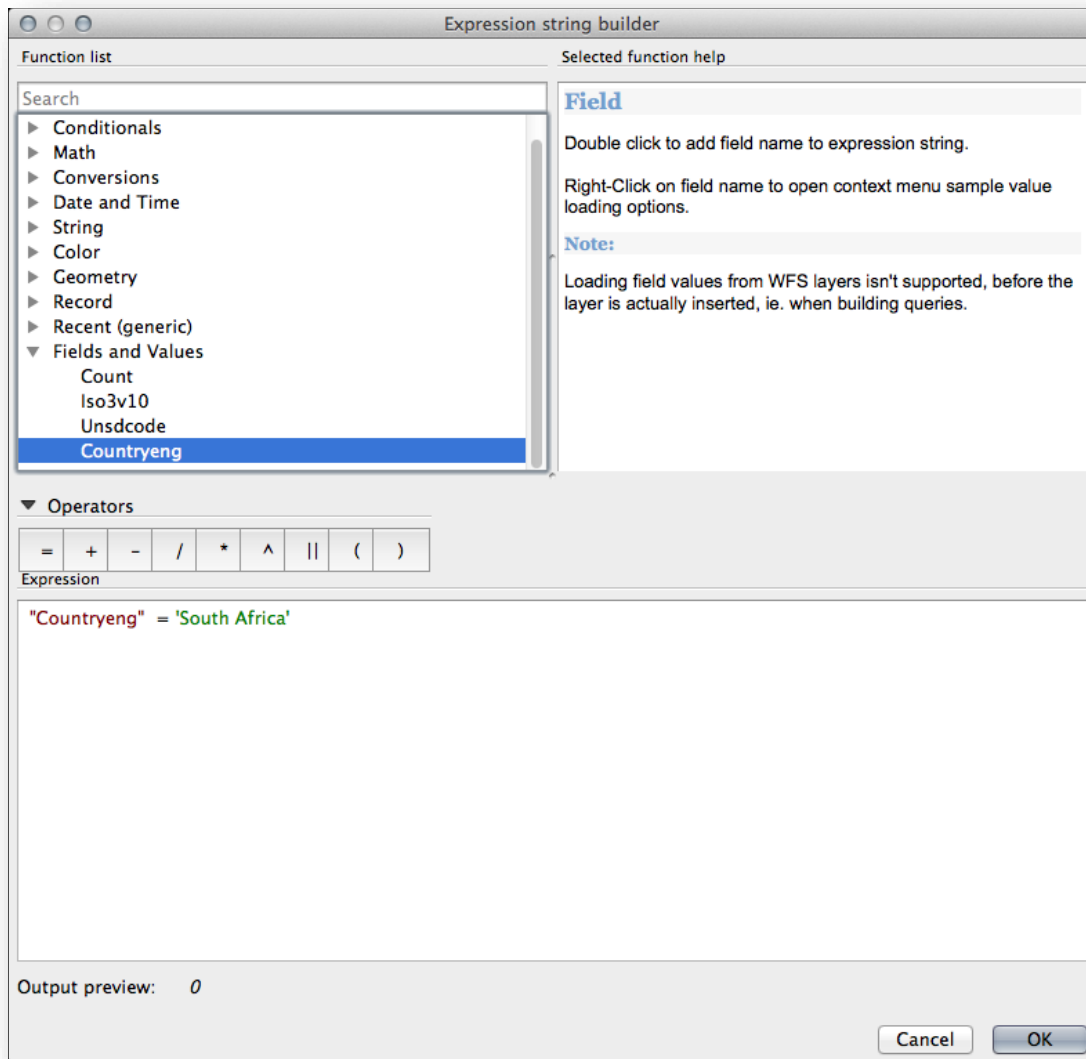 Expression string builder
Function list
Selected function help
Search
Conditionals
Math
Conversions
Date and Time
String
Color
Geometry
Record
Recent (generic)
Fields and Values
Count
Iso3v10
Unsdcode
Countryeng
Field
Double click to add field name to expression string.
Right-Click on field name to open context menu sample value
loading options.
Note:
Loading field values from WFS layers isn't supported, before the
layer is actually inserted, ie. when building queries.
Operators
= + - / * ^ || ( )
Expression
"Countryeng" = 'South Africa'
Output preview: 0
Cancel OK